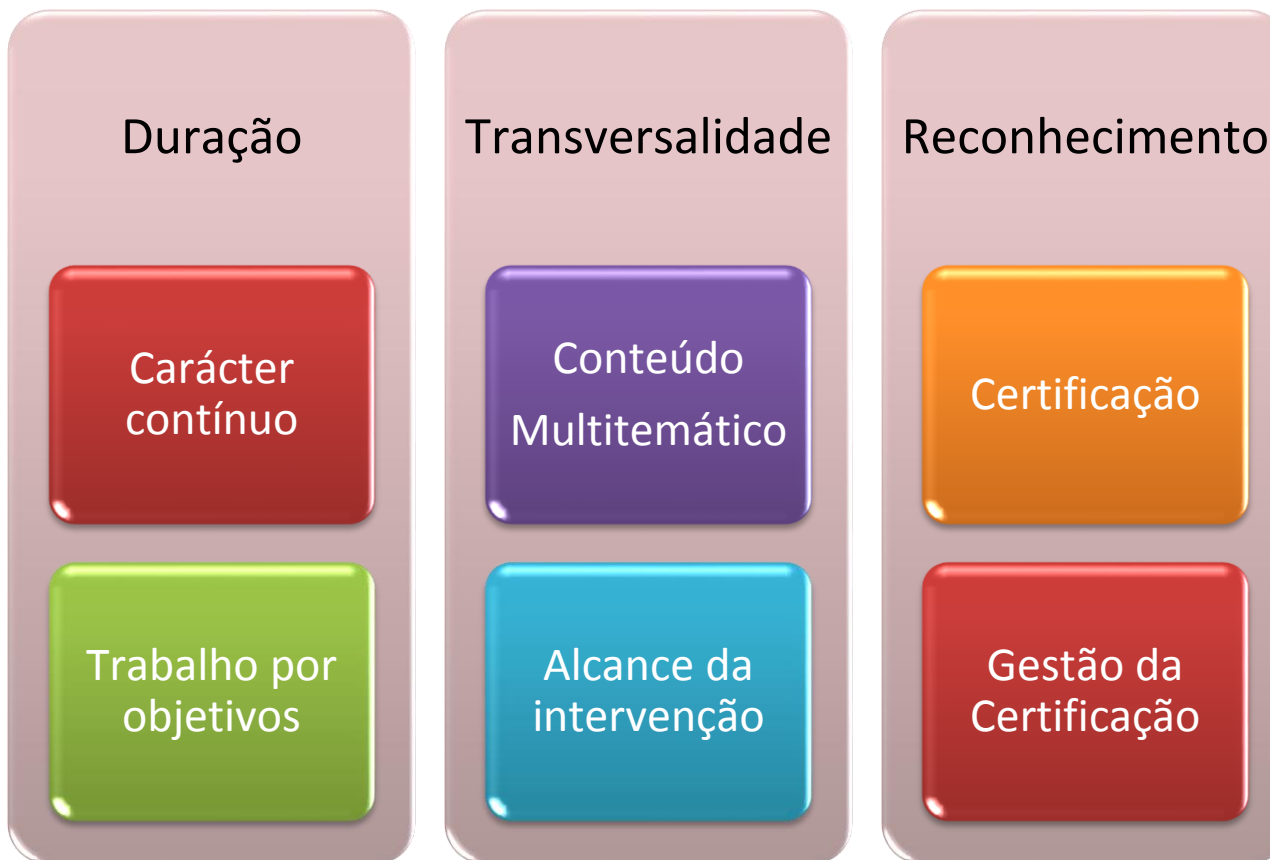 Duração
Carácter
contínuo
Trabalho por
objetivos
Transversalidade
Conteúdo
Multitemático
Alcance da
intervenção
Reconhecimento
Certificação
Gestão da
Certificação